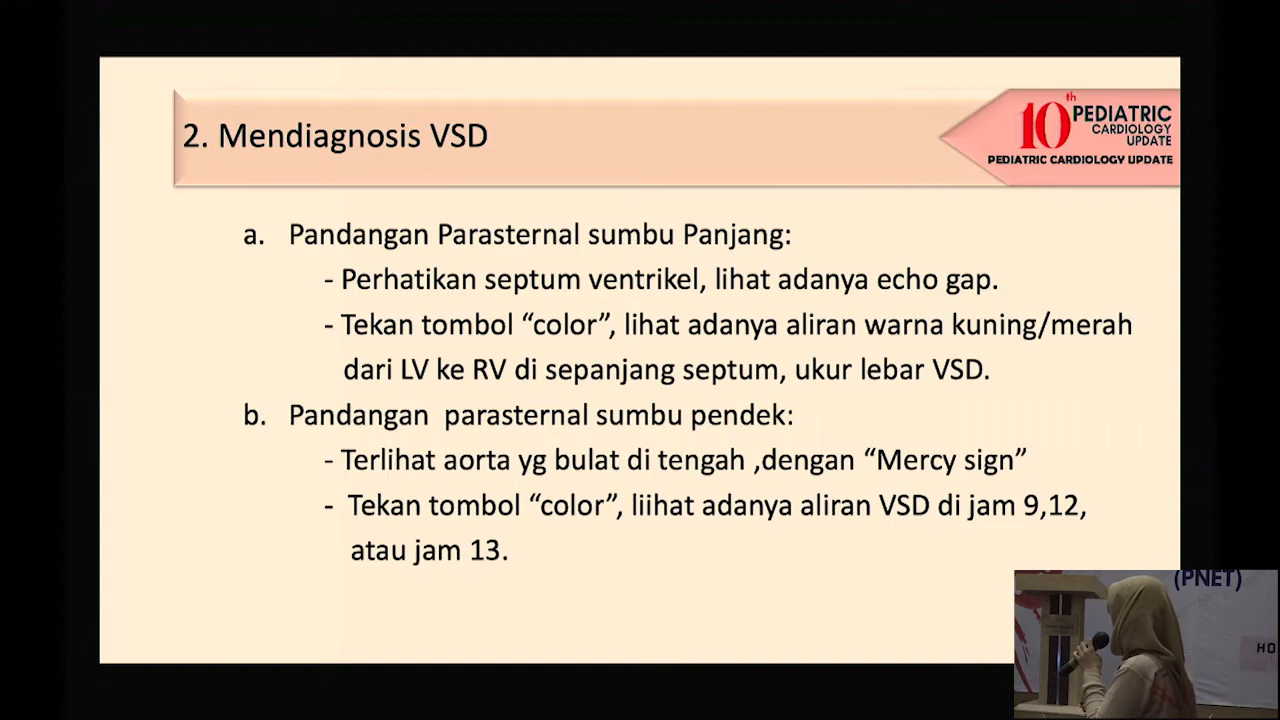 2. Mendiagnosis VSD
10th PEDIATRIC
CARDIOLOGY
UPDATE
PEDIATRIC CARDIOLOGY UPDATE
a. Pandangan Parasternal sumbu Panjang:
- Perhatikan septum ventrikel, lihat adanya echo gap.
- Tekan tombol “color”, lihat adanya aliran warna kuning/merah
dari LV ke RV di sepanjang septum, ukur lebar VSD.
b. Pandangan parasternal sumbu pendek:
- Terlihat aorta yg bulat di tengah ,dengan “Mercy sign”
- Tekan tombol “color”, liihat adanya aliran VSD di jam 9,12,
atau jam 13.
(PNET)
HO